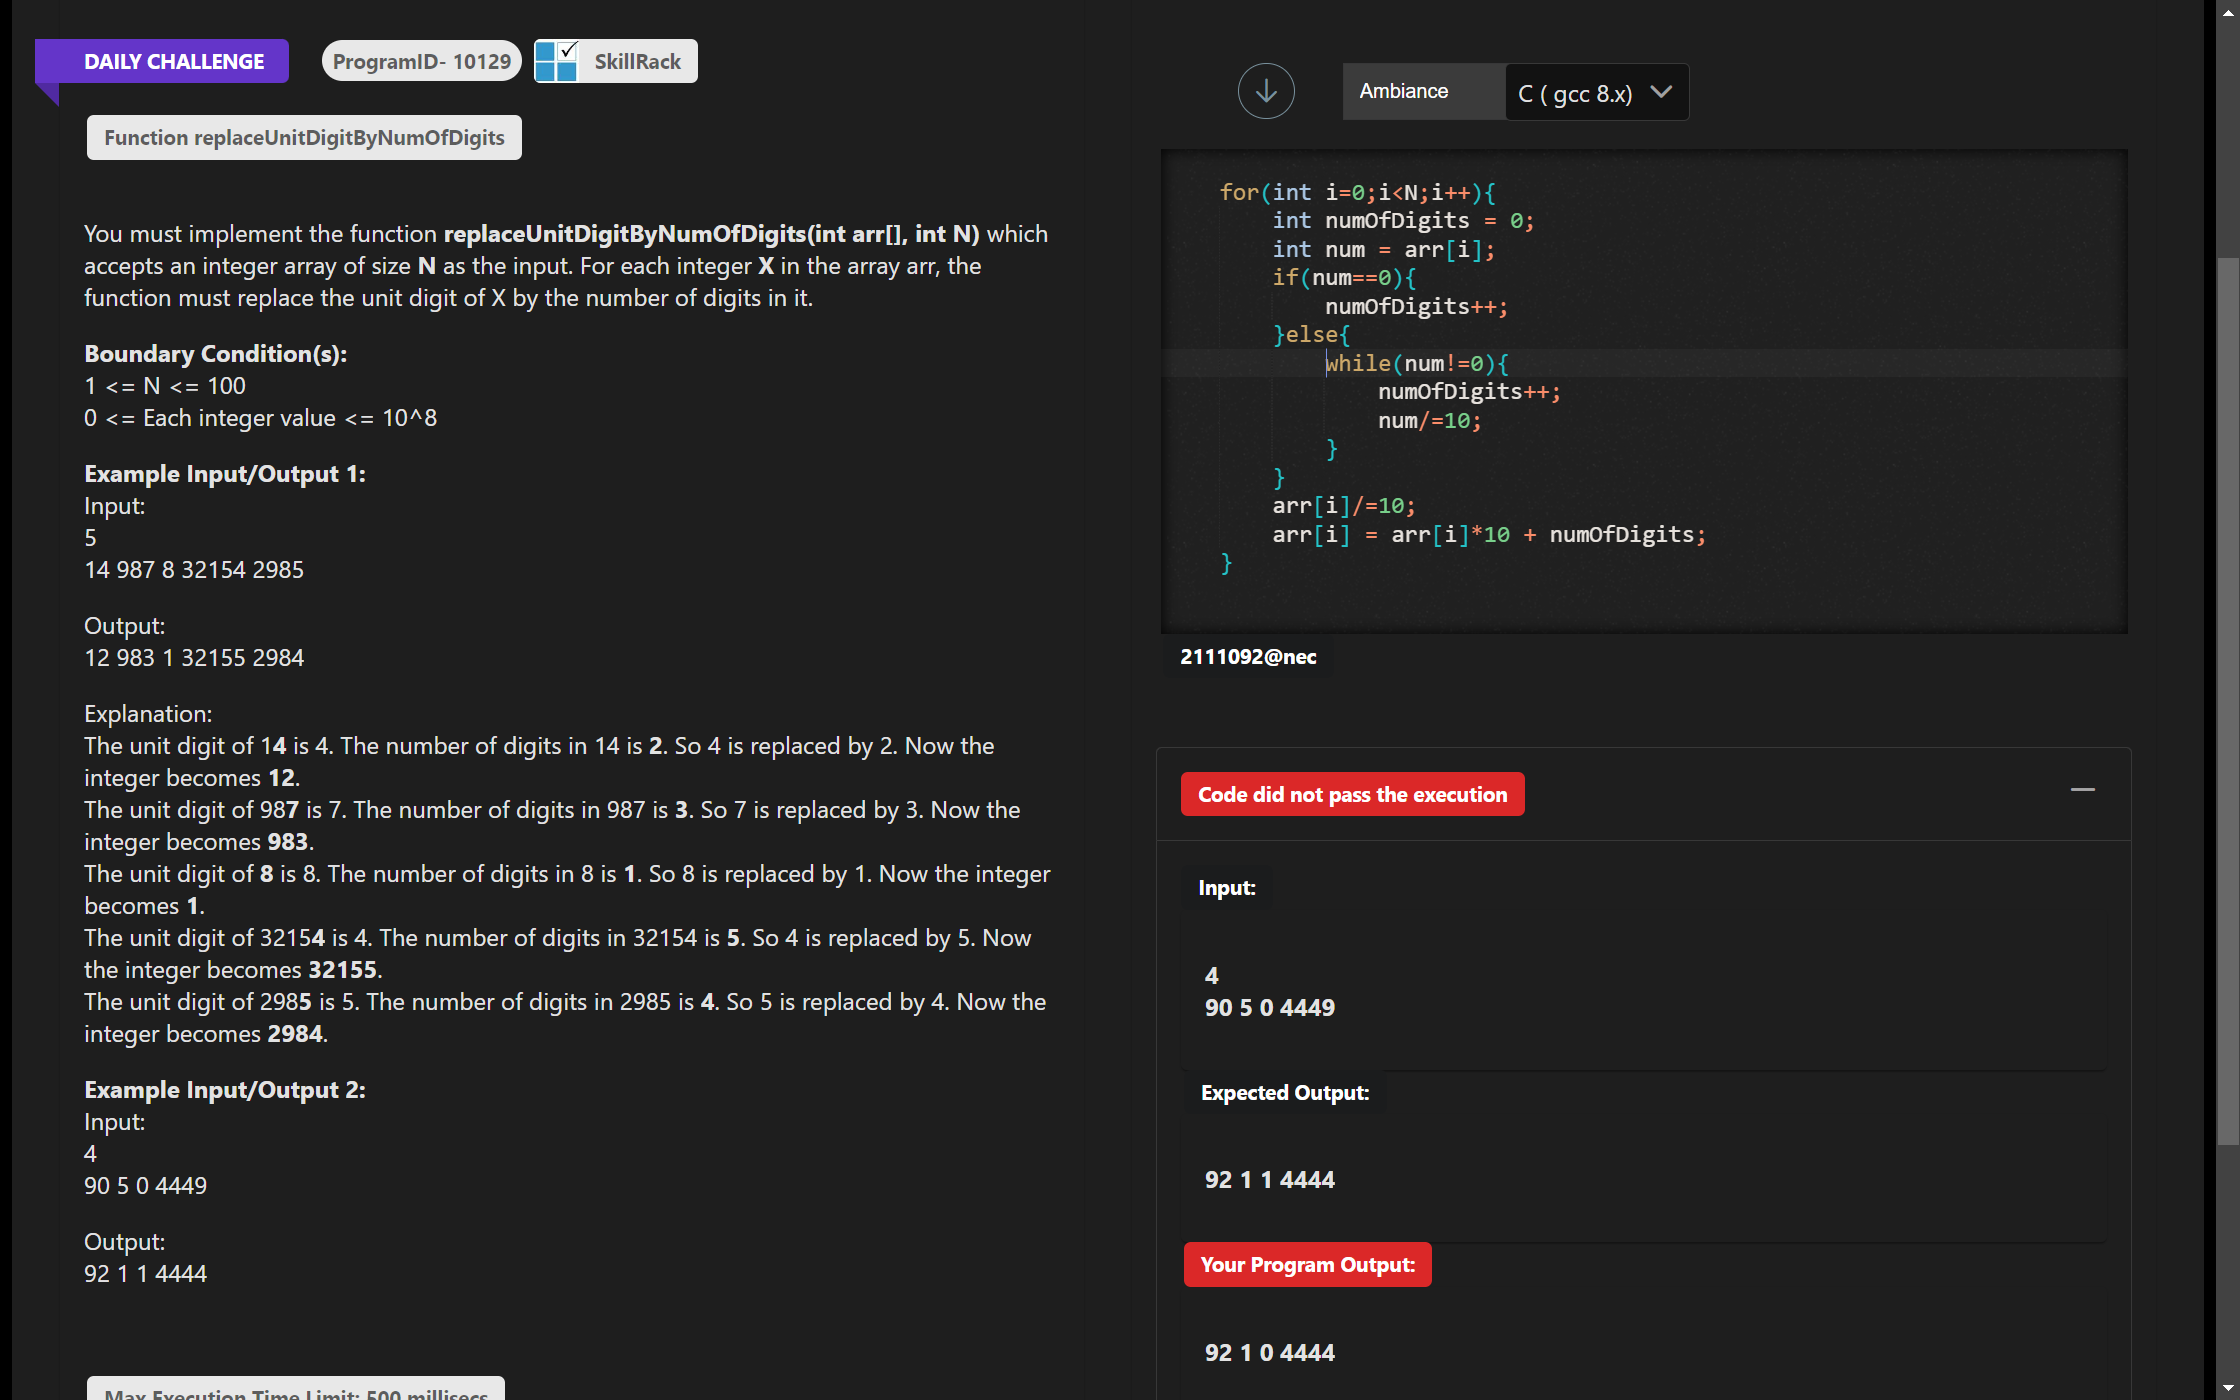 DAILY CHALLENGE
ProgramID- 10129
SkillRack
Function replaceUnitDigitByNumOfDigits
You must implement the function replaceUnitDigitByNumOfDigits(int arr[], int N) which
accepts an integer array of size N as the input. For each integer X in the array arr, the
function must replace the unit digit of X by the number of digits in it.
Boundary Condition(s):
1 <= N <= 100
0 <= Each integer value <= 10^8
Example Input/Output 1:
Input:
5
14 987 8 32154 2985
Output:
12 983 1 32155 2984
Explanation:
The unit digit of 14 is 4. The number of digits in 14 is 2. So 4 is replaced by 2. Now the
integer becomes 12.
The unit digit of 987 is 7. The number of digits in 987 is 3. So 7 is replaced by 3. Now the
integer becomes 983.
The unit digit of 8 is 8. The number of digits in 8 is 1. So 8 is replaced by 1. Now the integer
becomes 1.
The unit digit of 32154 is 4. The number of digits in 32154 is 5. So 4 is replaced by 5. Now
the integer becomes 32155.
The unit digit of 2985 is 5. The number of digits in 2985 is 4. So 5 is replaced by 4. Now the
integer becomes 2984.
Example Input/Output 2:
Input:
4
90 5 0 4449
Output:
92 1 1 4444
Max Execution Time Limit: 500 millisecs
Ambiance
C ( gcc 8.x)
for(int i=0;i<N;i++){
int numOfDigits = 0;
int num = arr[i];
if(num==0){
numOfDigits++;
}else{
while(num!=0){
numOfDigits++;
num/=10;
}
}
arr[i]/=10;
arr[i] = arr[i]*10 + numOfDigits;
}
2111092@nec
Code did not pass the execution
Input:
4
90 5 0 4449
Expected Output:
92 1 1 4444
Your Program Output:
92 1 0 4444